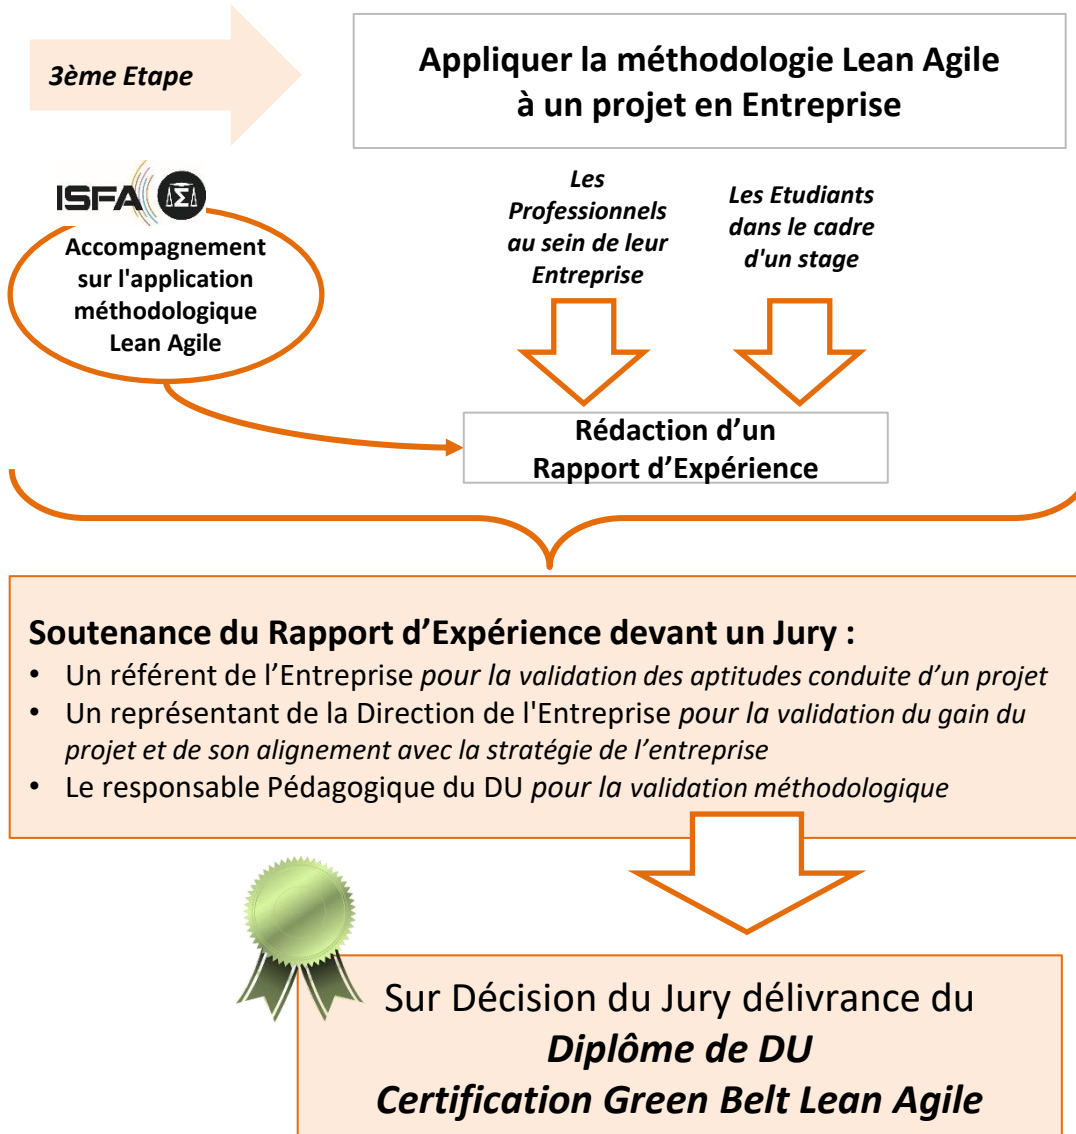 3ème Etape
Appliquer la méthodologie Lean Agile
à un projet en Entreprise
ISFA
Accompagnement
sur l'application
méthodologique
Lean Agile
Les
Professionnels
au sein de leur
Entreprise
Les Etudiants
dans le cadre
d'un stage
Rédaction d’un
Rapport d’Expérience
Soutenance du Rapport d’Expérience devant un Jury :
• Un référent de l’Entreprise pour la validation des aptitudes conduite d’un projet
• Un représentant de la Direction de l'Entreprise pour la validation du gain du
projet et de son alignement avec la stratégie de l’entreprise
• Le responsable Pédagogique du DU pour la validation méthodologique
Sur Décision du Jury délivrance du
Diplôme de DU
Certification Green Belt Lean Agile